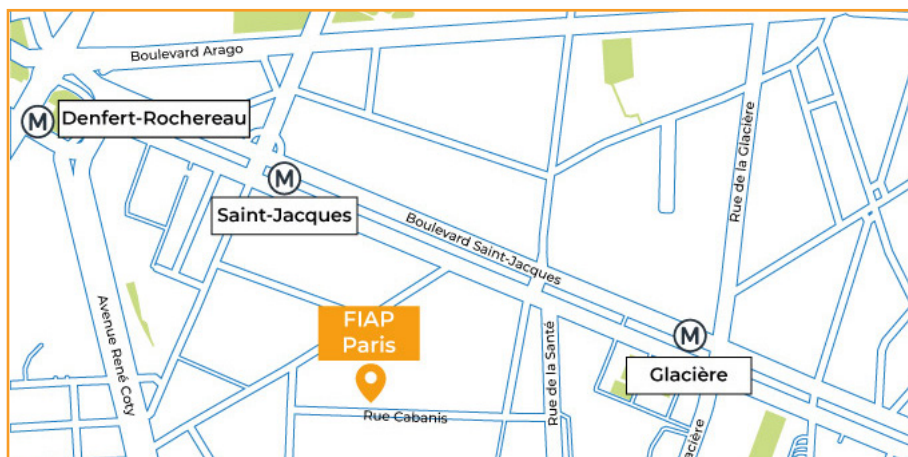 Boulevard Arago
M
Denfert-Rochereau
M
Saint-Jacques
Boulevard Saint-Jacques
Rue de la Glacière
Avenue René Coty
FIAP
Paris
Rue Cabanis
Rue de la Santé
M
Glacière
Glacière